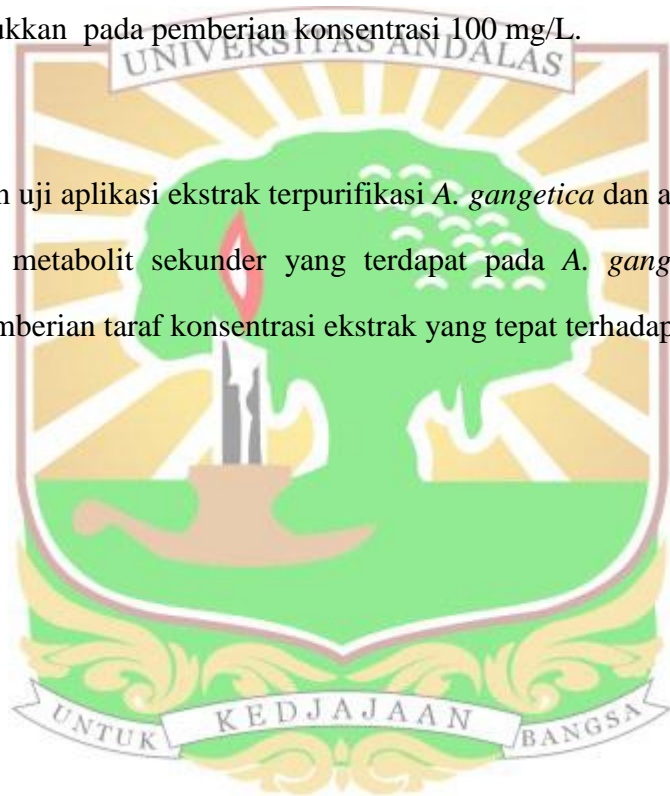 ukkan pada pemberian konsentrasi 100 mg/L.
UNIVERSITAS ANDALAS
n uji aplikasi ekstrak terpurifikasi A. gangetica dan a
metabolit sekunder yang terdapat pada A. gang
mberian taraf konsentrasi ekstrak yang tepat terhadap
UNTUK KEDJAJAAN BANGSA